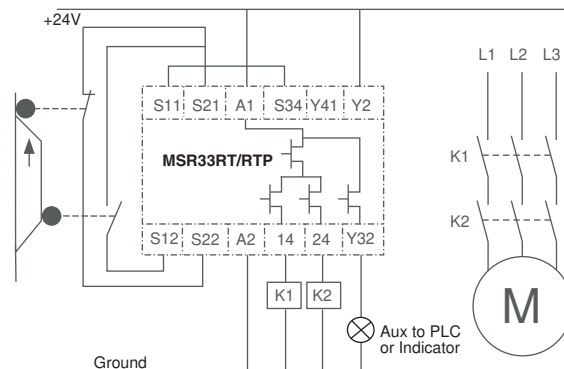 +24V
L1 L2 L3
S11 S21 A1 S34 Y41 Y2
MSR33RT/RTP
K1
K2
S12 S22 A2 14 24 Y32
K1 K2
M
Aux to PLC
or Indicator
Ground